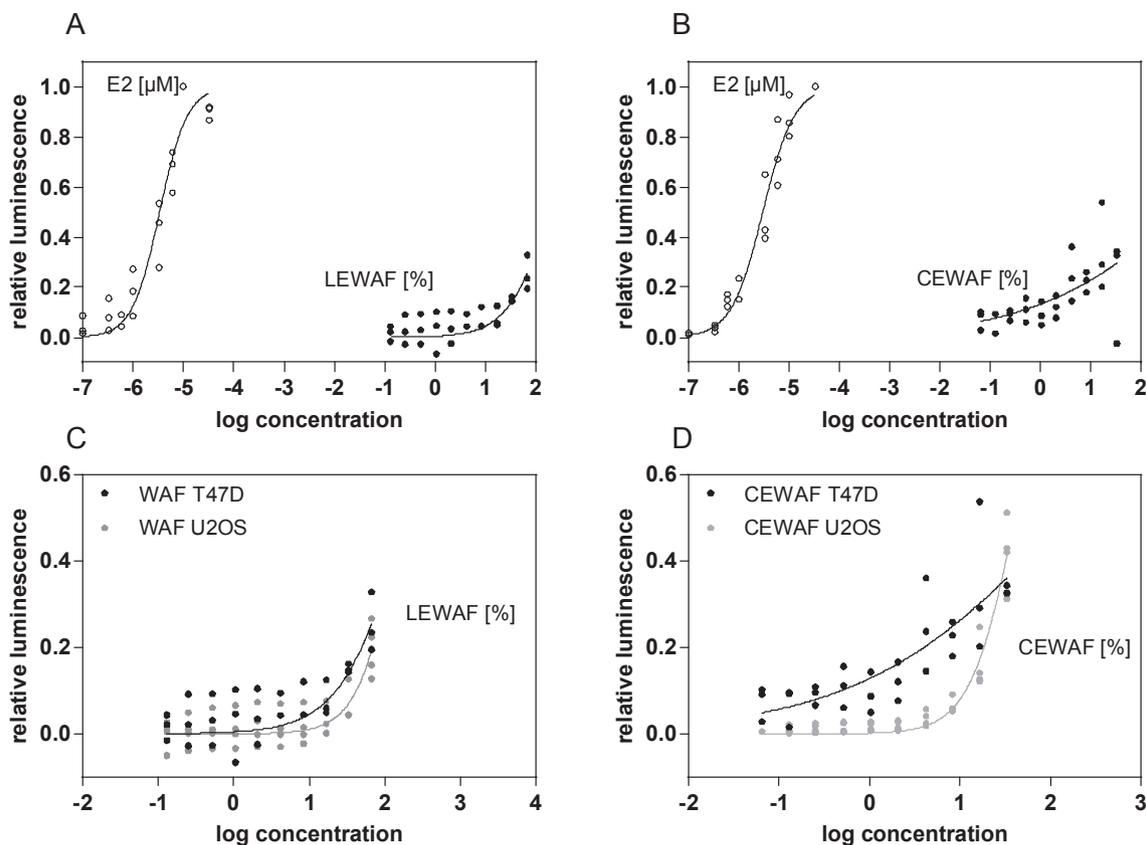 A
E2 [µM]
LEWAF [%]
relative luminescence
1.0
0.8
0.6
0.4
0.2
0.0
-7 -6 -5 -4 -3 -2 -1 0 1 2
log concentration
B
E2 [µM]
CEWAF [%]
relative luminescence
1.0
0.8
0.6
0.4
0.2
0.0
-7 -6 -5 -4 -3 -2 -1 0 1 2
log concentration
C
WAF T47D
WAF U2OS
LEWAF [%]
relative luminescence
0.6
0.4
0.2
0.0
-2 -1 0 1 2 3 4
log concentration
D
CEWAF T47D
CEWAF U2OS
CEWAF [%]
relative luminescence
0.6
0.4
0.2
0.0
-2 -1 0 1 2 3
log concentration